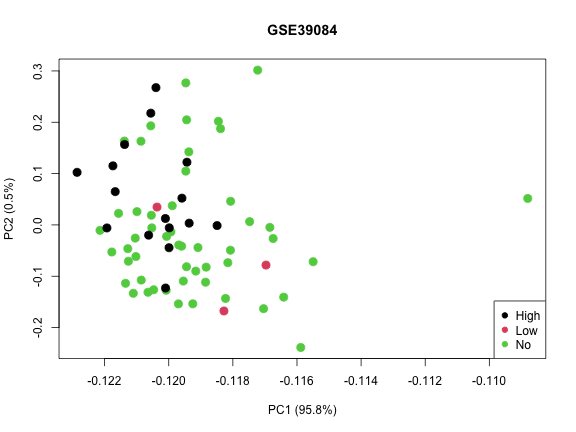 GSE39084
PC2 (0.5%)
0.3
0.2
0.1
0.0
-0.1
-0.2
High
Low
No
-0.122 -0.120 -0.118 -0.116 -0.114 -0.112 -0.110
PC1 (95.8%)